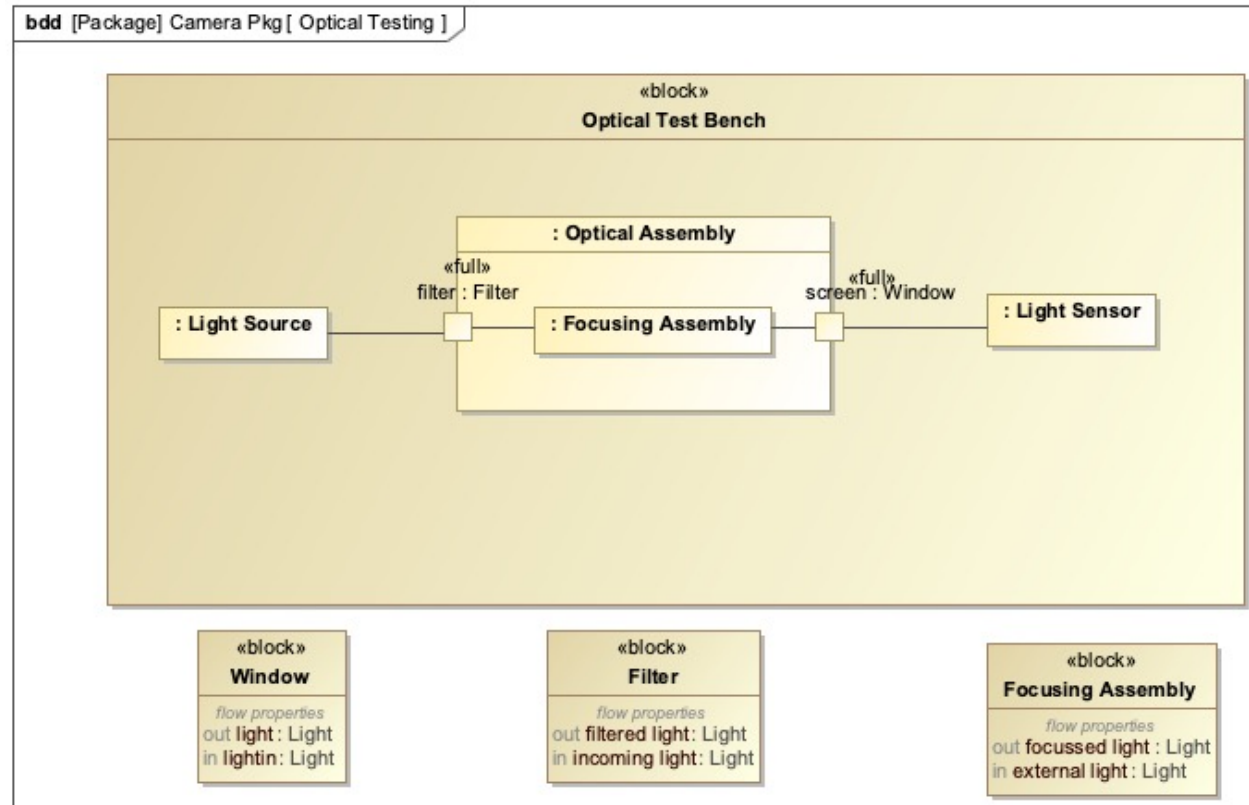 bdd [Package] Camera Pkg [ Optical Testing ]
«block»
Optical Test Bench
: Optical Assembly
«full»
filter : Filter
«full»
screen : Window
: Light Source
: Focusing Assembly
: Light Sensor
«block»
Window
flow properties
out light : Light
in lightin : Light
«block»
Filter
flow properties
out filtered light : Light
in incoming light : Light
«block»
Focusing Assembly
flow properties
out focussed light : Light
in external light : Light